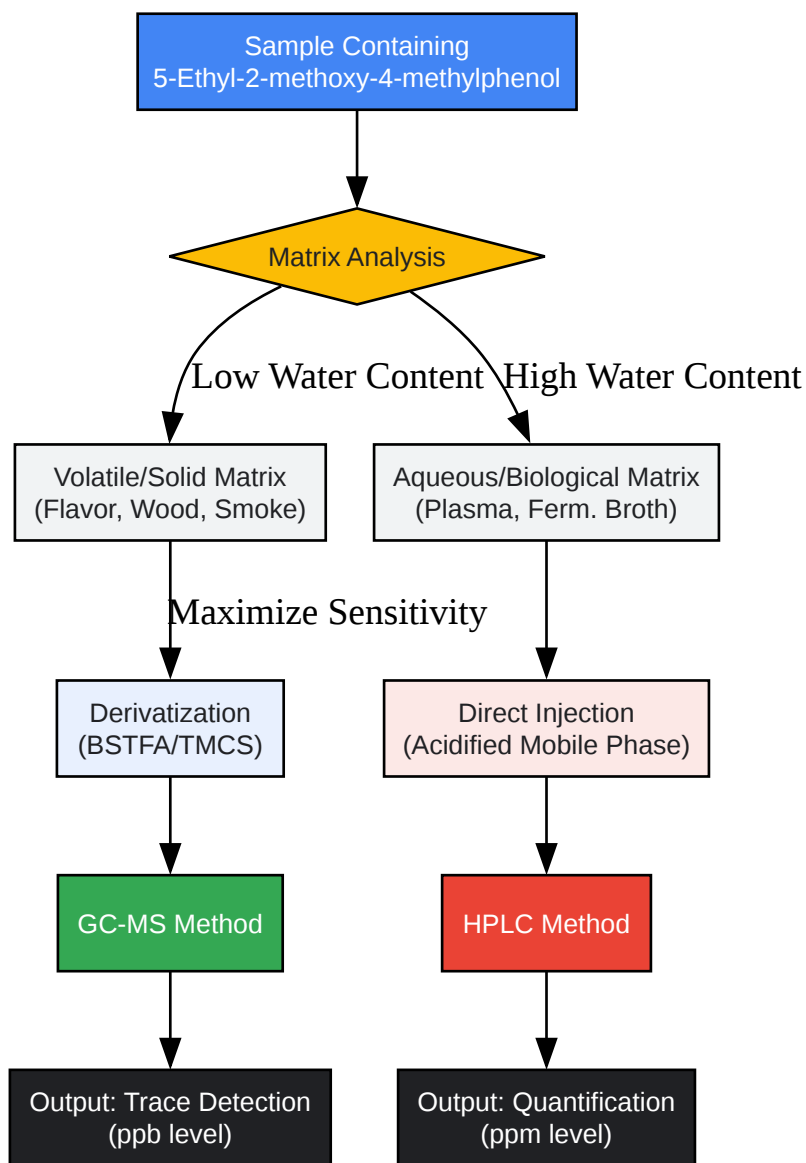 Sample Containing
5-Ethyl-2-methoxy-4-methylphenol
Matrix Analysis
Low Water Content
High Water Content
Volatile/Solid Matrix
(Flavor, Wood, Smoke)
Aqueous/Biological Matrix
(Plasma, Ferm. Broth)
Maximize Sensitivity
Derivatization
(BSTFA/TMCS)
Direct Injection
(Acidified Mobile Phase)
GC-MS Method
HPLC Method
Output: Trace Detection
(ppb level)
Output: Quantification
(ppm level)